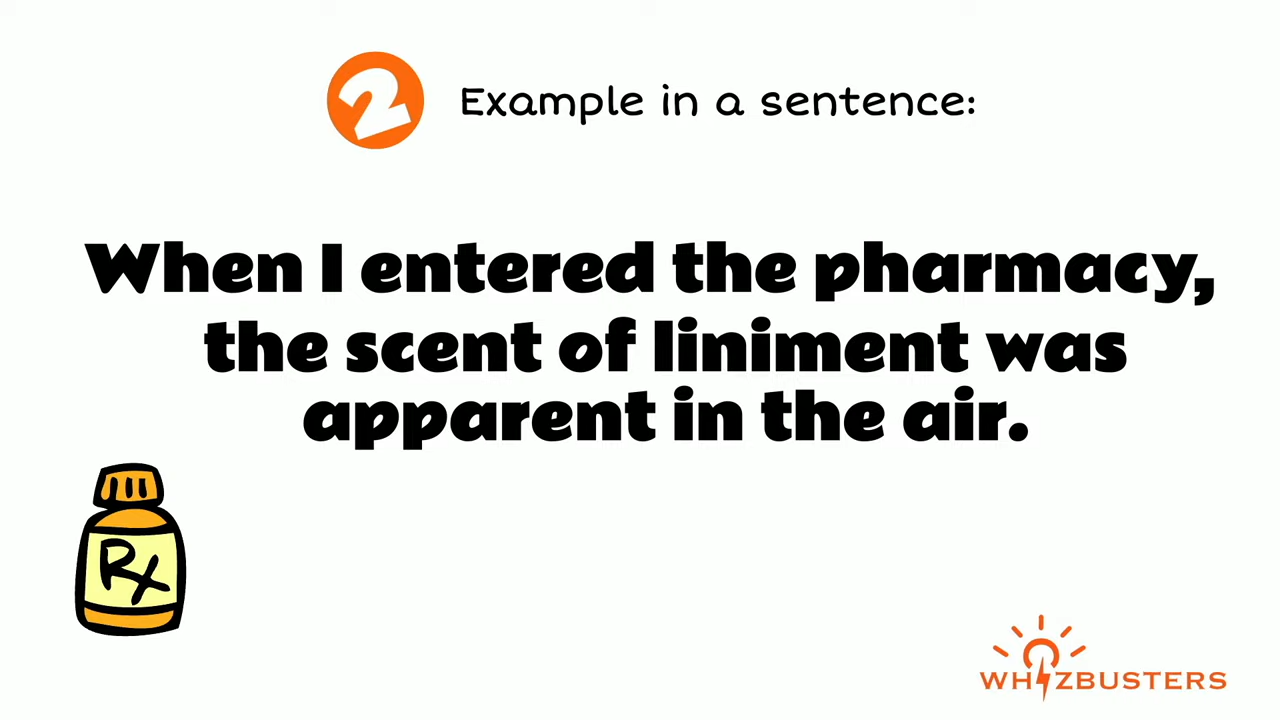 2 Example in a sentence:
When I entered the pharmacy,
the scent of liniment was
apparent in the air.
Rx
WHIZBUSTERS